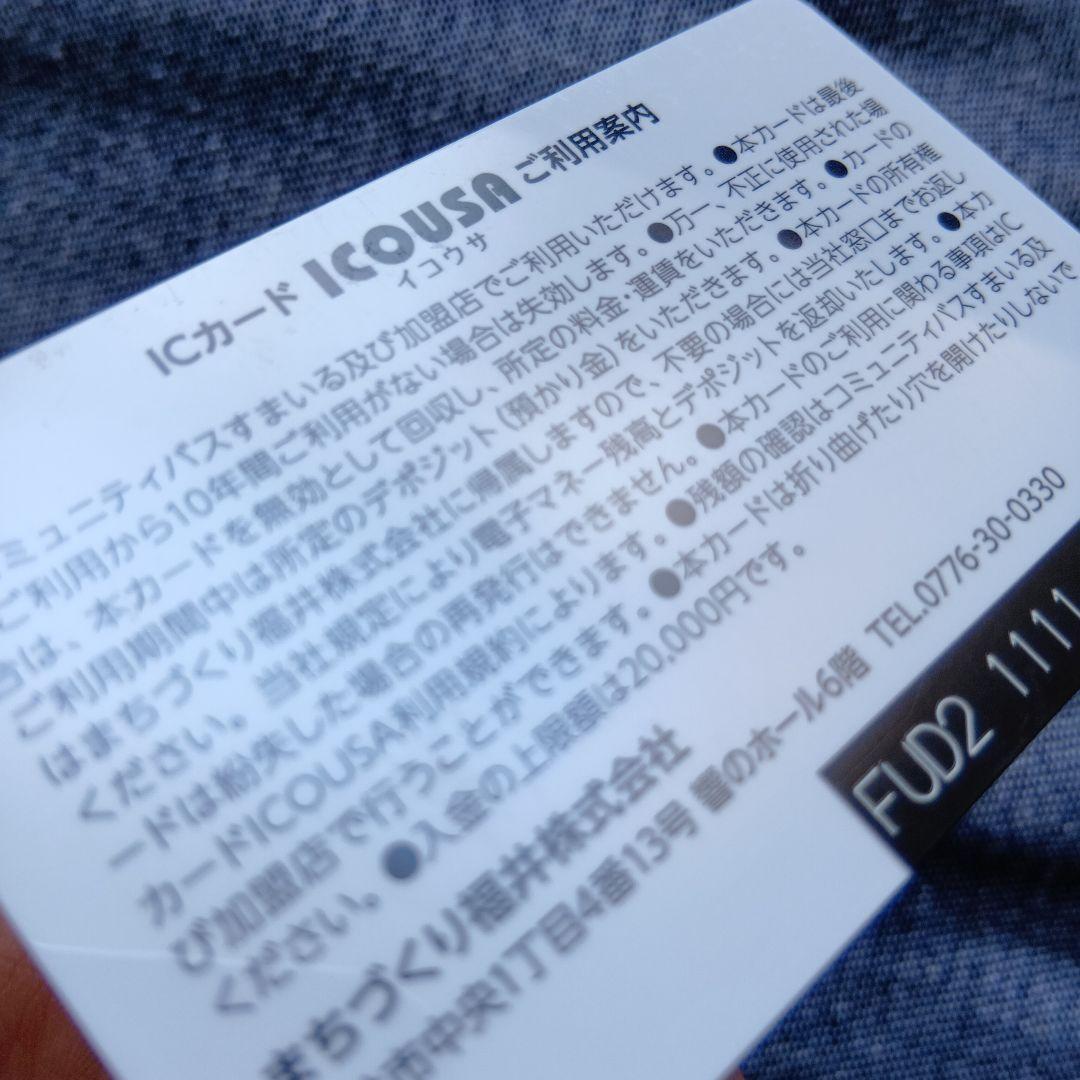 ICカード ICOUSA ご利用案内
イコウサ
ミュニティバスすまいる及び加盟店でご利用いただけます。●本カードは最後
ご利用から10年間ご利用がない場合は失効します。●万一、不正に使用された場
合は、本カードを無効として回収し、所定の料金・運賃をいただきます。●カードの
ご利用期間中は所定のデポジット(預かり金)をいただきます。●本カードの所有権
はまちづくり福井株式会社に帰属しますので、不要の場合には当社窓口までお返し
ください。当社規定により電子マネー残高とデポジットを返却いたします。●本カ
ードは紛失した場合の再発行はできません。●本カードのご利用に関わる事項はIC
カードICOUSA利用規約によります。●残額の確認はコミュニティバスすまいる及
び加盟店で行うことができます。●本カードは折り曲げたり穴を開けたりしないで
ください。●入金の上限額は20,000円です。
まちづくり福井株式会社
市中央1丁目4番13号 響のホール6階 TEL.0776-30-0330
FUD2 1111